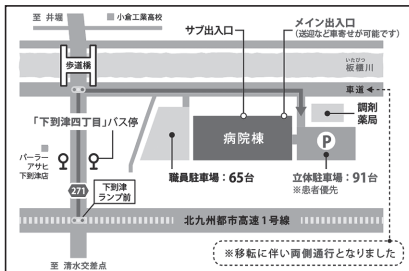 至 井堀
小倉工業高校
サブ出入口
メイン出入口
(送迎など車寄せが可能です)
歩道橋
いたびつ
板櫃川
車道
「下到津四丁目」バス停
調剤
薬局
病院棟
P
パーラー
アサヒ
下到津店
職員駐車場：65台
立体駐車場：91台
※患者優先
271
下到津
ランプ前
北九州都市高速1号線
至 清水交差点
※移転に伴い両側通行となりました